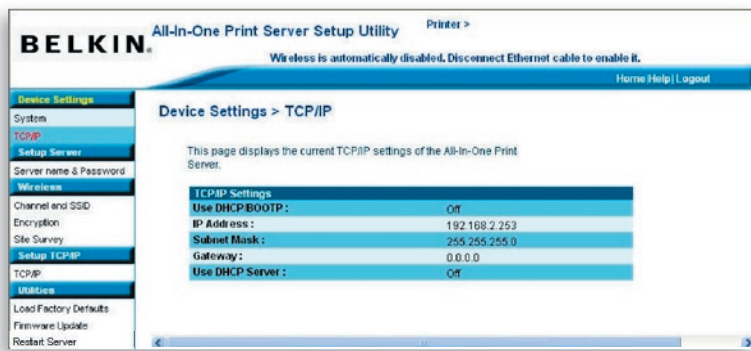 BELKIN.
All-In-One Print Server Setup Utility
Printer >
Wireless is automatically disabled. Disconnect Ethernet cable to enable it.
Home|Help|Logout
Device Settings
System
TCP/IP
Setup Server
Server name & Password
Wireless
Channel and SSID
Encryption
Site Survey
Setup TCP/IP
TCP/IP
Utilities
Load Factory Defaults
Firmware Update
Restart Server
Device Settings > TCP/IP
This page displays the current TCP/IP settings of the All-In-One Print
Server.
TCP/IP Settings
Use DHCP/BOOTP : Off
IP Address : 192.168.2.253
Subnet Mask : 255.255.255.0
Gateway : 0.0.0.0
Use DHCP Server : Off